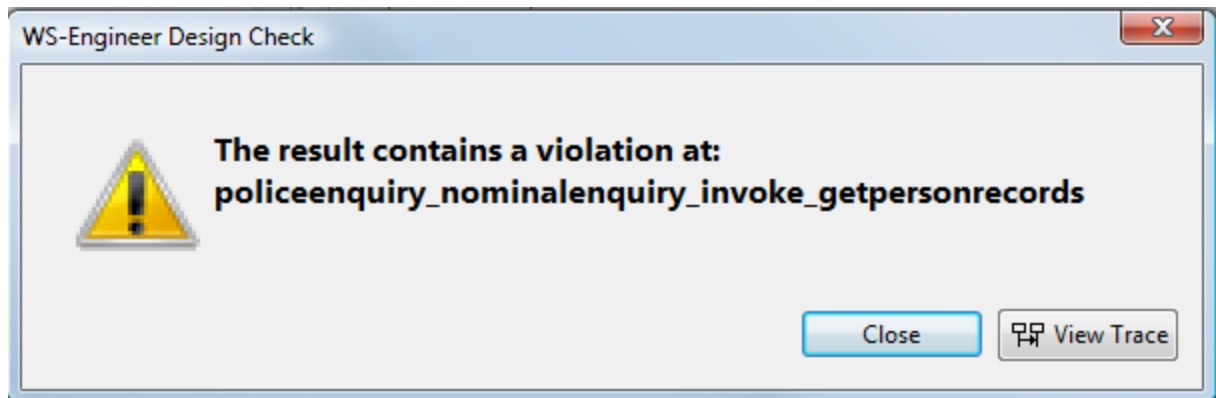 WS-Engineer Design Check
The result contains a violation at:
policeenquiry_nominalenquiry_invoke_getpersonrecords
Close
View Trace